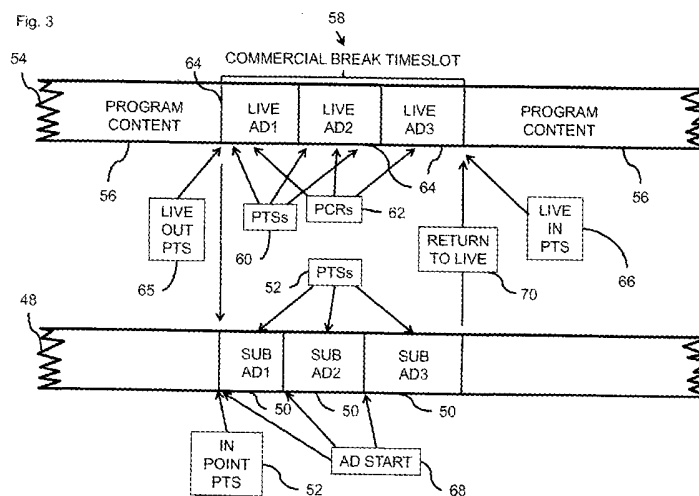 Fig. 3
58
COMMERCIAL BREAK TIMESLOT
54
64
PROGRAM CONTENT
LIVE AD1
LIVE AD2
LIVE AD3
PROGRAM CONTENT
56
64
64
56
LIVE OUT PTS
65
PTSs
60
PCRs
62
RETURN TO LIVE
70
LIVE IN PTS
66
PTSs
52
48
SUB AD1
SUB AD2
SUB AD3
50
50
50
IN POINT PTS
52
AD START
68